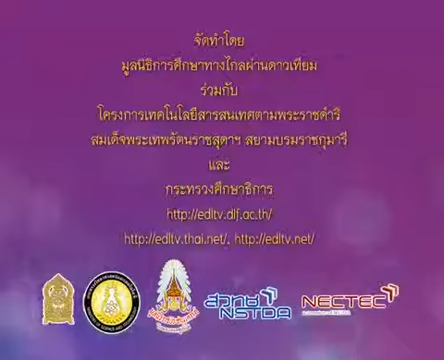 จัดทำโดย
มูลนิธิการศึกษาทางไกลผ่านดาวเทียม
ร่วมกับ
โครงการเทคโนโลยีสารสนเทศตามพระราชดำริ
สมเด็จพระเทพรัตนราชสุดาฯ สยามบรมราชกุมารี
และ
กระทรวงศึกษาธิการ
http://edltv.dlf.ac.th/
http://edltv.thai.net/, http://edltv.net/
สวทช NECTEC
NSTDA